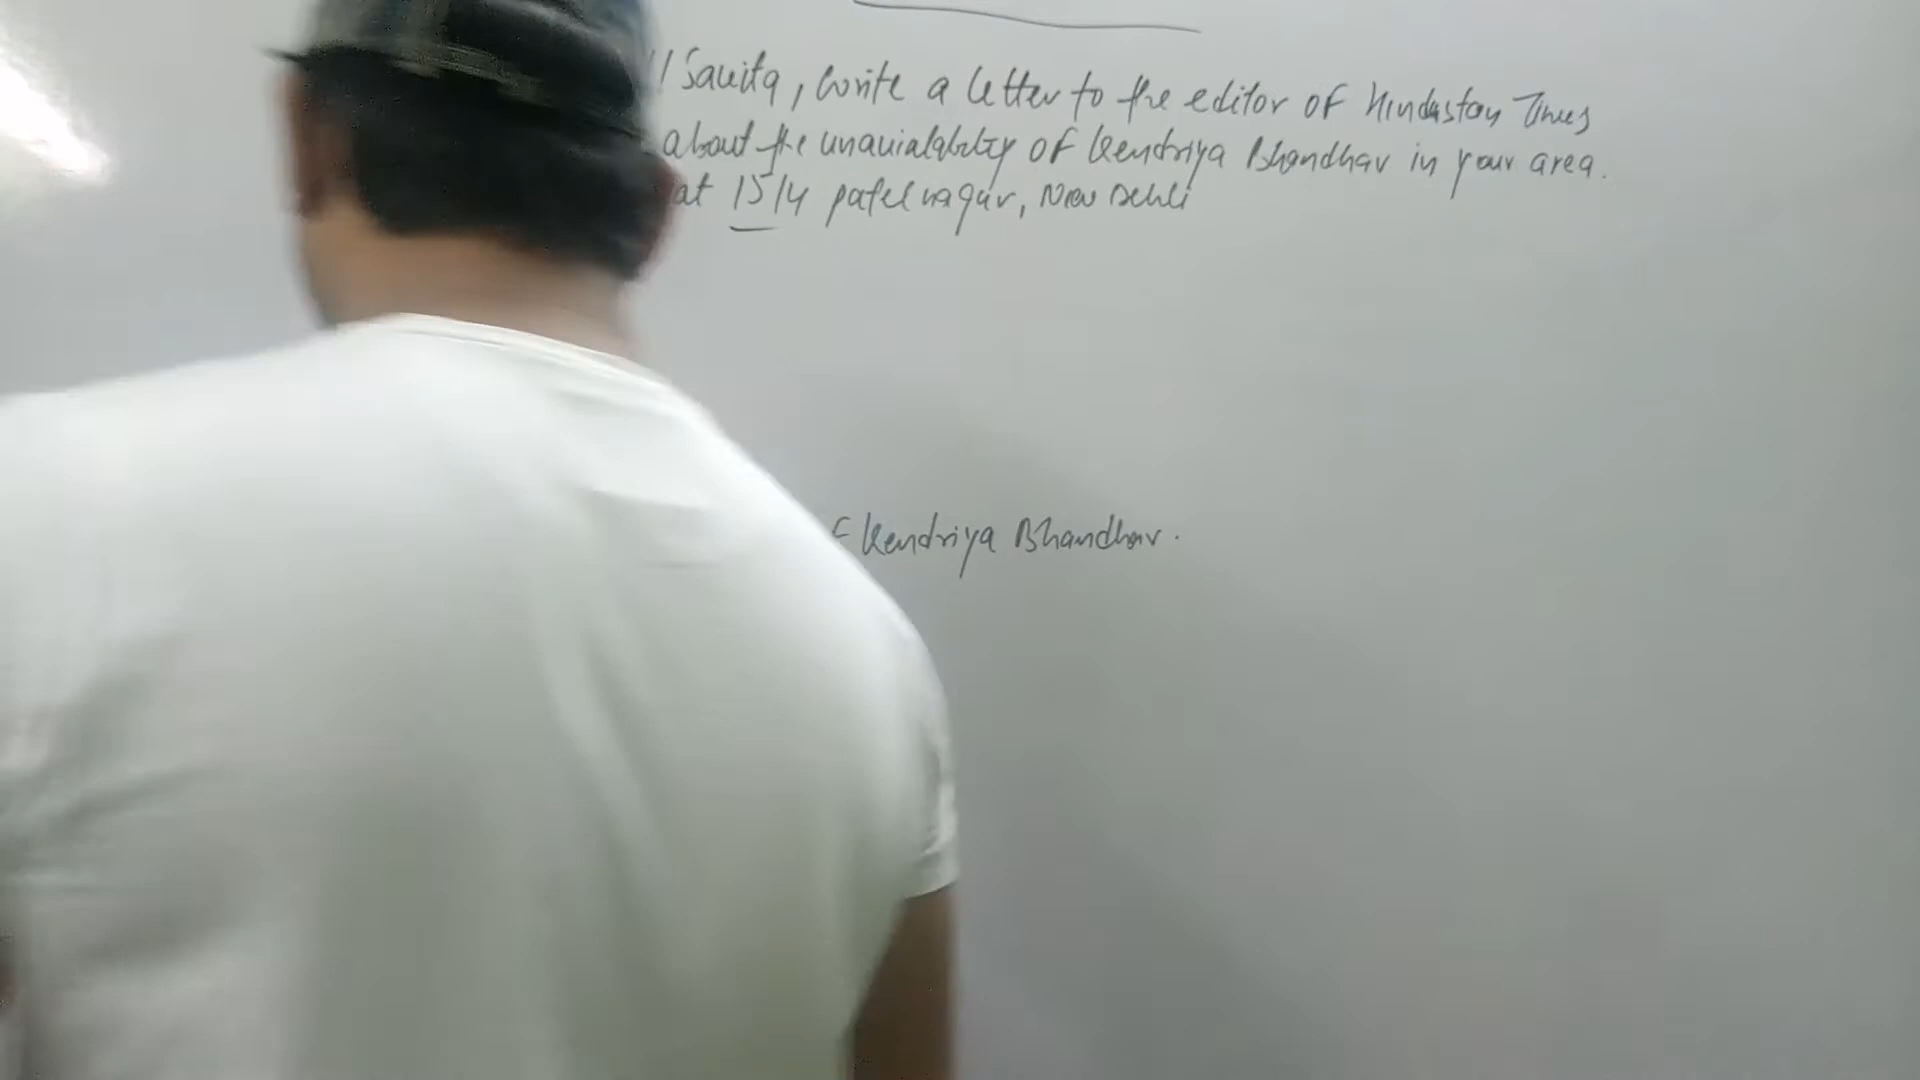 Savita, write a letter to the editor of Hindustan Times
about the unavialability of Kendriya Bhandhar in your area.
at 15/4 patel nagar, New Delhi
f Kendriya Bhandhar.